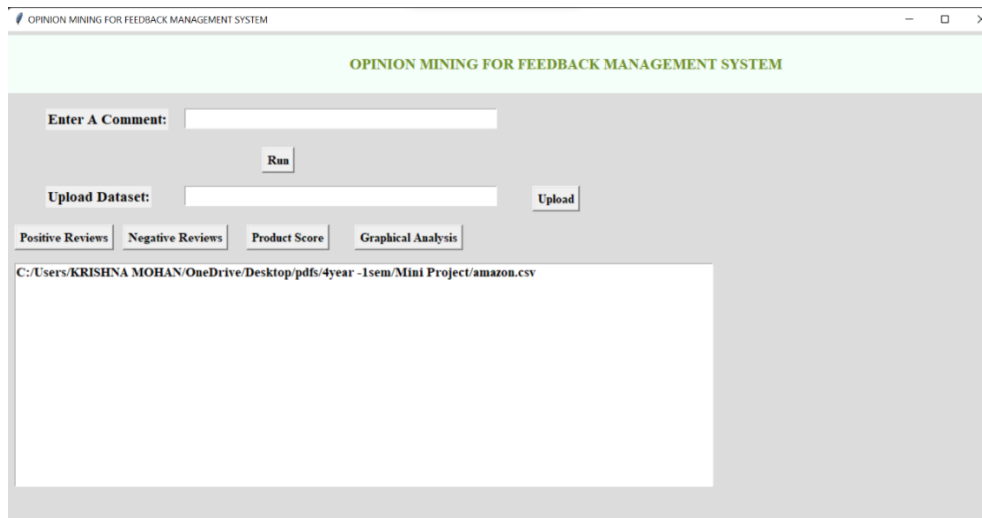 OPINION MINING FOR FEEDBACK MANAGEMENT SYSTEM
OPINION MINING FOR FEEDBACK MANAGEMENT SYSTEM
Enter A Comment:
Run
Upload Dataset:
Upload
Positive Reviews Negative Reviews Product Score Graphical Analysis
C:/Users/KRISHNA MOHAN/OneDrive/Desktop/pdfs/4year -1sem/Mini Project/amazon.csv